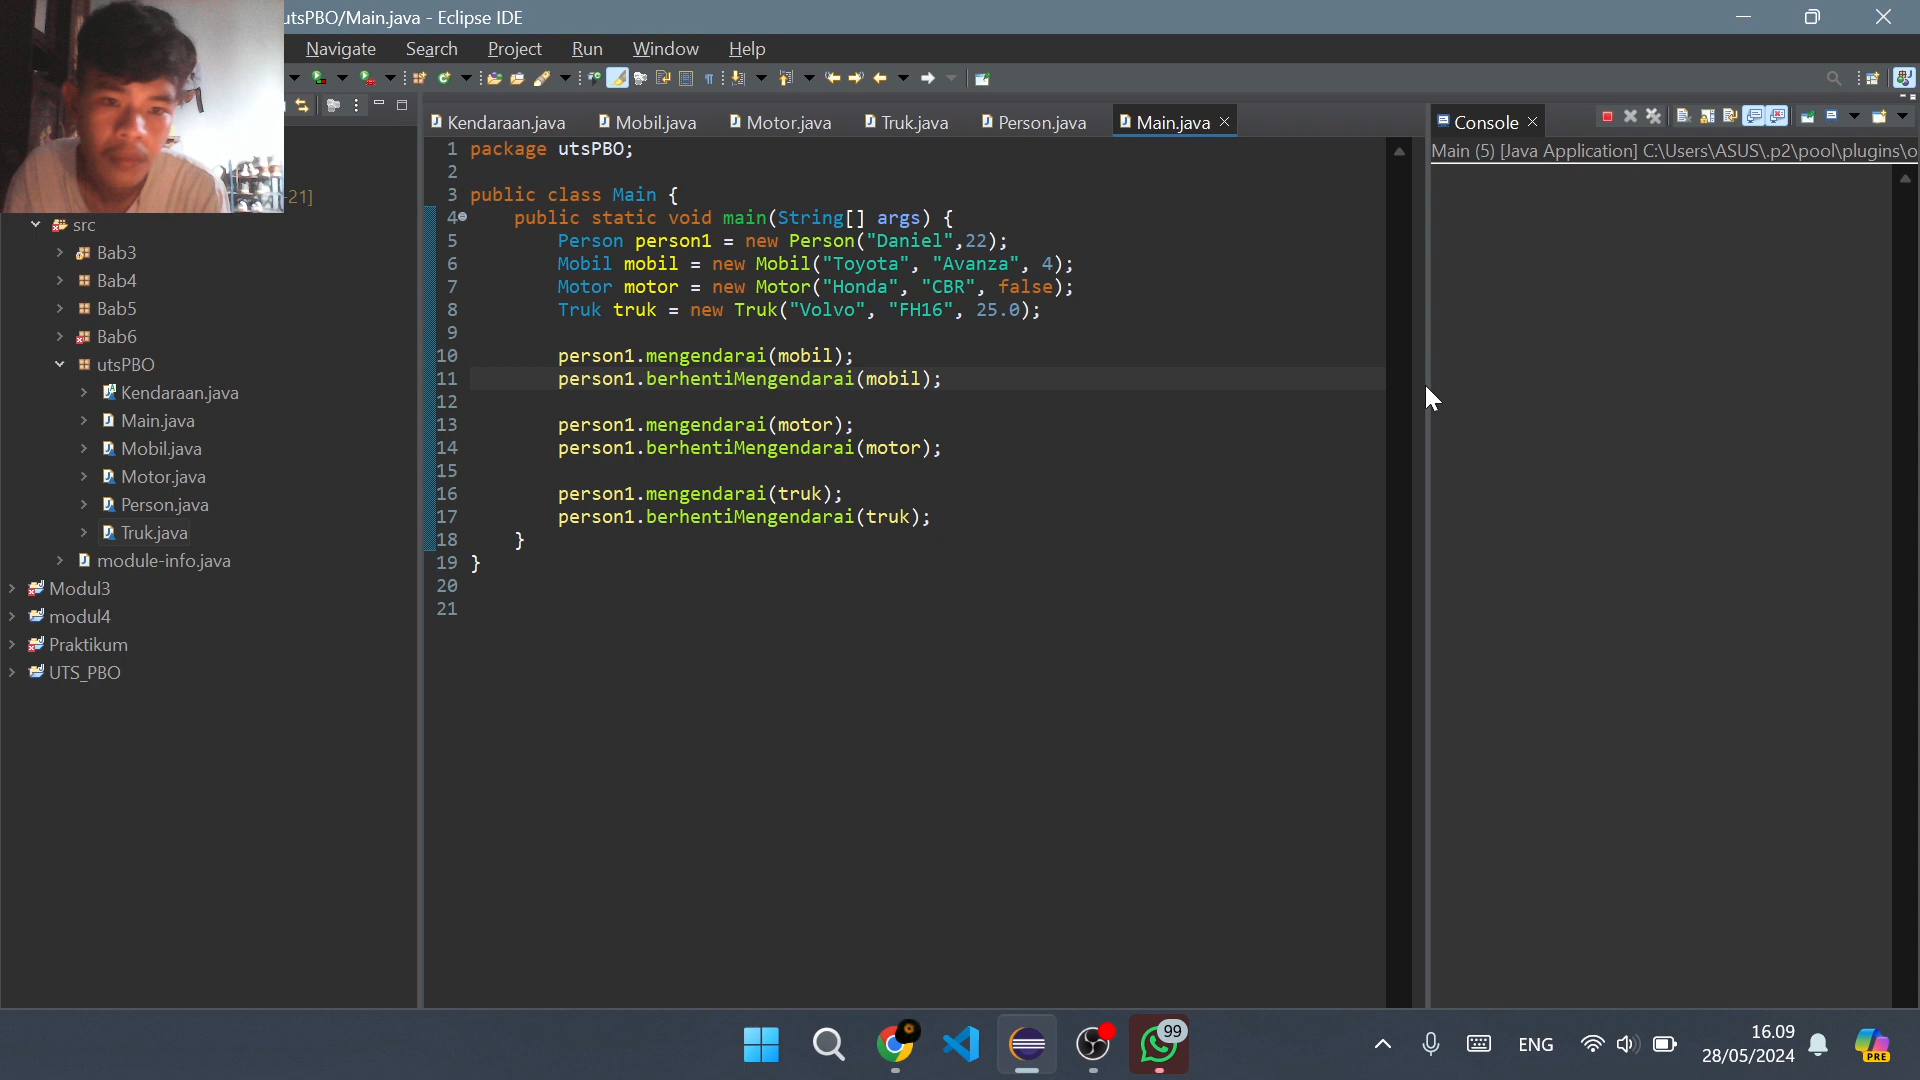 utsPBO/Main.java - Eclipse IDE
Navigate Search Project Run Window Help
Kendaraan.java Mobil.java Motor.java Truk.java Person.java Main.java
Console
Main (5) [Java Application] C:\Users\ASUS\.p2\pool\plugins\o
-21]
src
Bab3
Bab4
Bab5
Bab6
utsPBO
Kendaraan.java
Main.java
Mobil.java
Motor.java
Person.java
Truk.java
module-info.java
Modul3
modul4
Praktikum
UTS_PBO
1 package utsPBO;
2
3 public class Main {
4 public static void main(String[] args) {
5 Person person1 = new Person("Daniel",22);
6 Mobil mobil = new Mobil("Toyota", "Avanza", 4);
7 Motor motor = new Motor("Honda", "CBR", false);
8 Truk truk = new Truk("Volvo", "FH16", 25.0);
9
10 person1.mengendarai(mobil);
11 person1.berhentiMengendarai(mobil);
12
13 person1.mengendarai(motor);
14 person1.berhentiMengendarai(motor);
15
16 person1.mengendarai(truk);
17 person1.berhentiMengendarai(truk);
18 }
19 }
20
21
99
ENG
16.09
28/05/2024
PRE